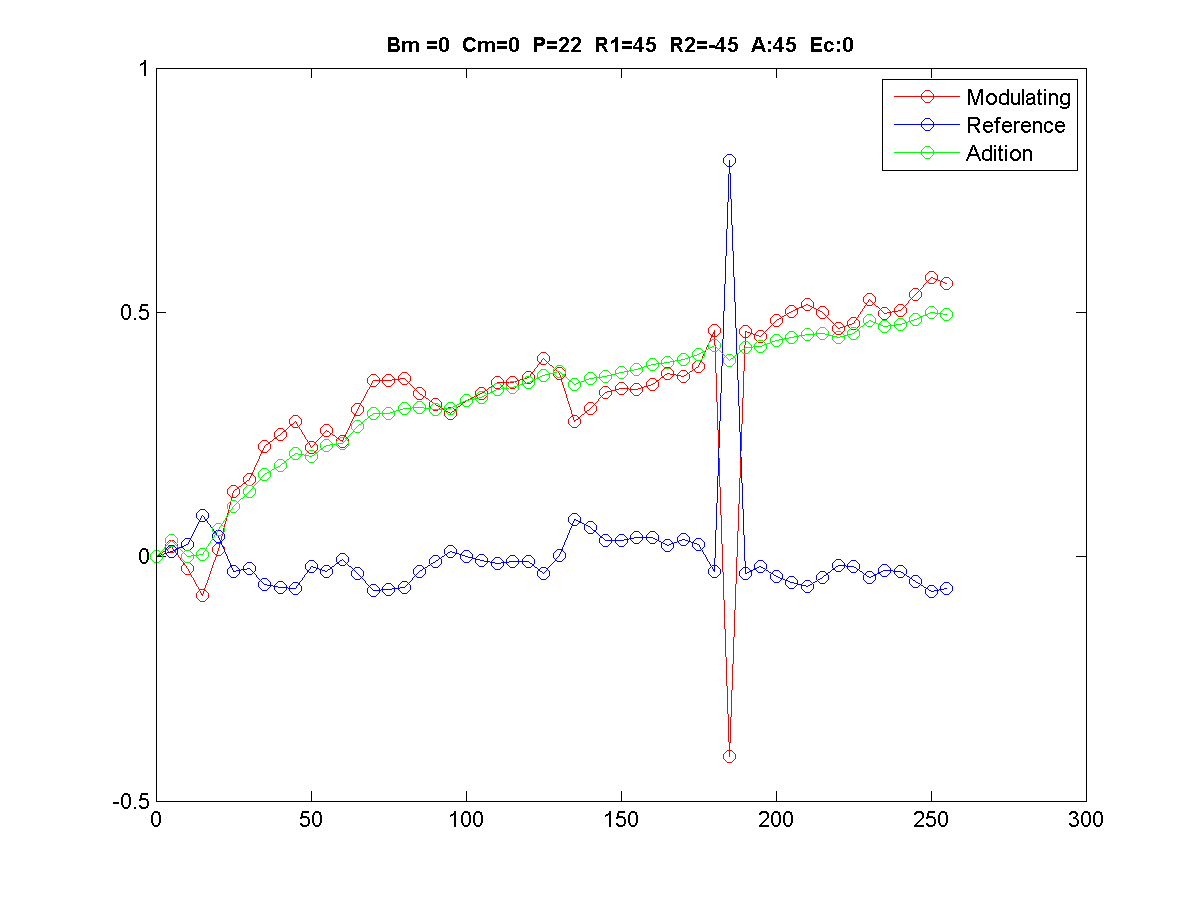 Bm =0  Cm=0  P=22  R1=45  R2=-45  A:45  Ec:0
1
Modulating
Reference
Adition
0.5
0
-0.5
0 50 100 150 200 250 300